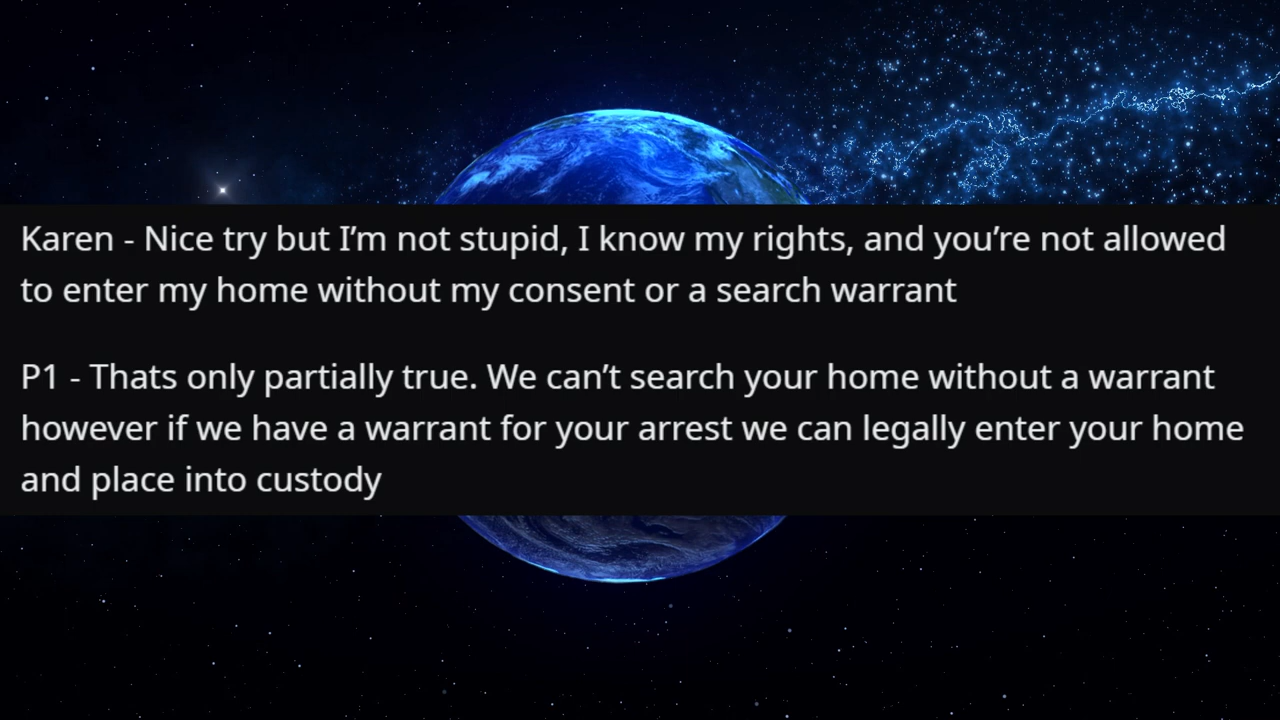 Karen - Nice try but I’m not stupid, I know my rights, and you’re not allowed
to enter my home without my consent or a search warrant
P1 - Thats only partially true. We can’t search your home without a warrant
however if we have a warrant for your arrest we can legally enter your home
and place into custody